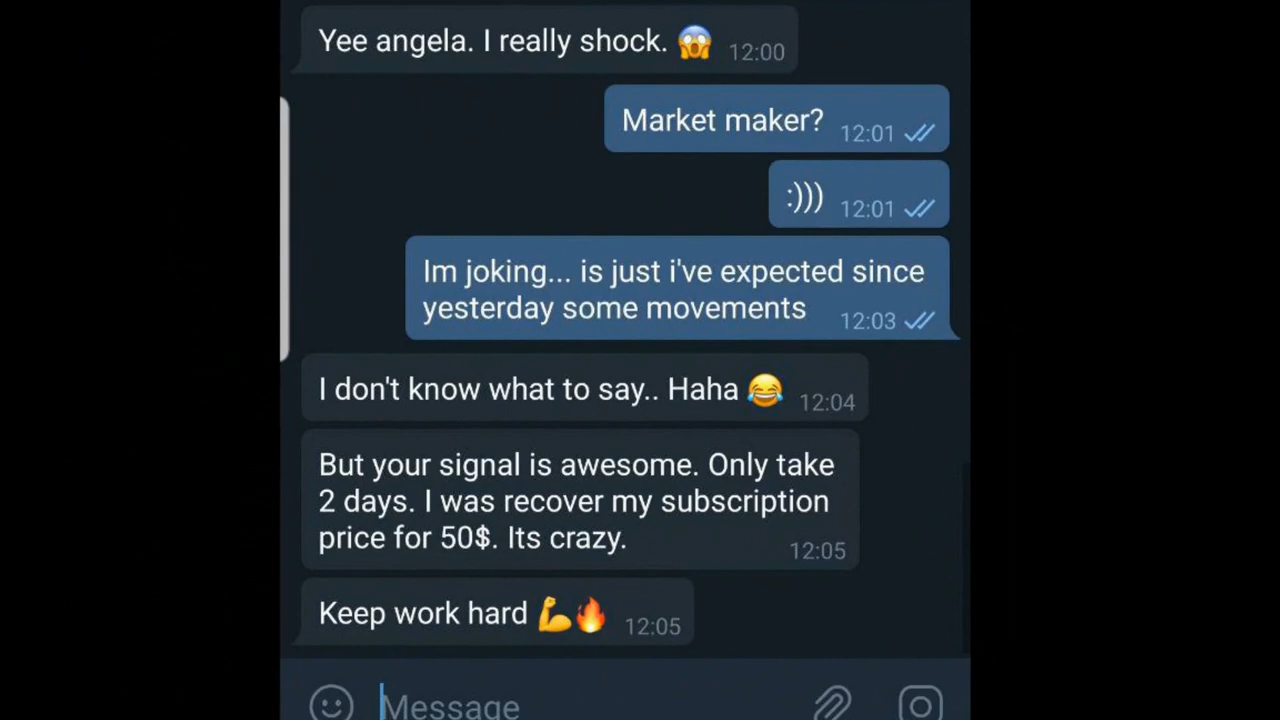 Yee angela. I really shock. 😱 12:00
Market maker? 12:01
:))) 12:01
Im joking... is just i've expected since
yesterday some movements 12:03
I don't know what to say.. Haha 😂 12:04
But your signal is awesome. Only take
2 days. I was recover my subscription
price for 50$. Its crazy. 12:05
Keep work hard 💪🔥 12:05
Message